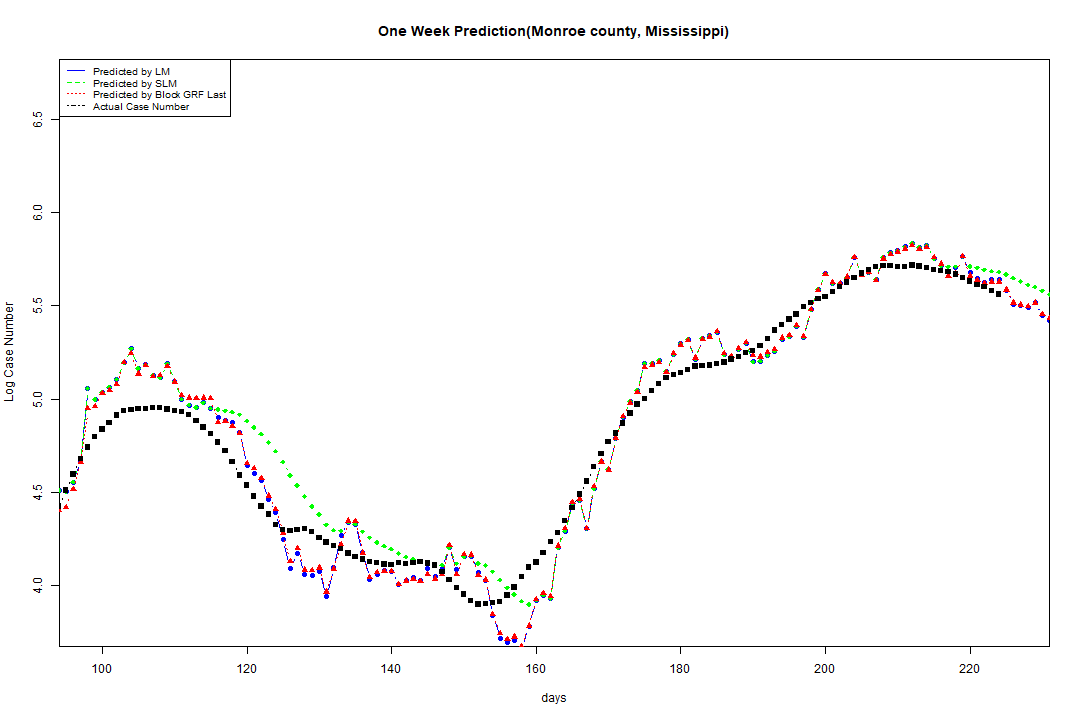 One Week Prediction(Monroe county, Mississippi)
Predicted by LM
Predicted by SLM
Predicted by Block GRF Last
Actual Case Number
Log Case Number
6.5
6.0
5.5
5.0
4.5
4.0
100 120 140 160 180 200 220
days